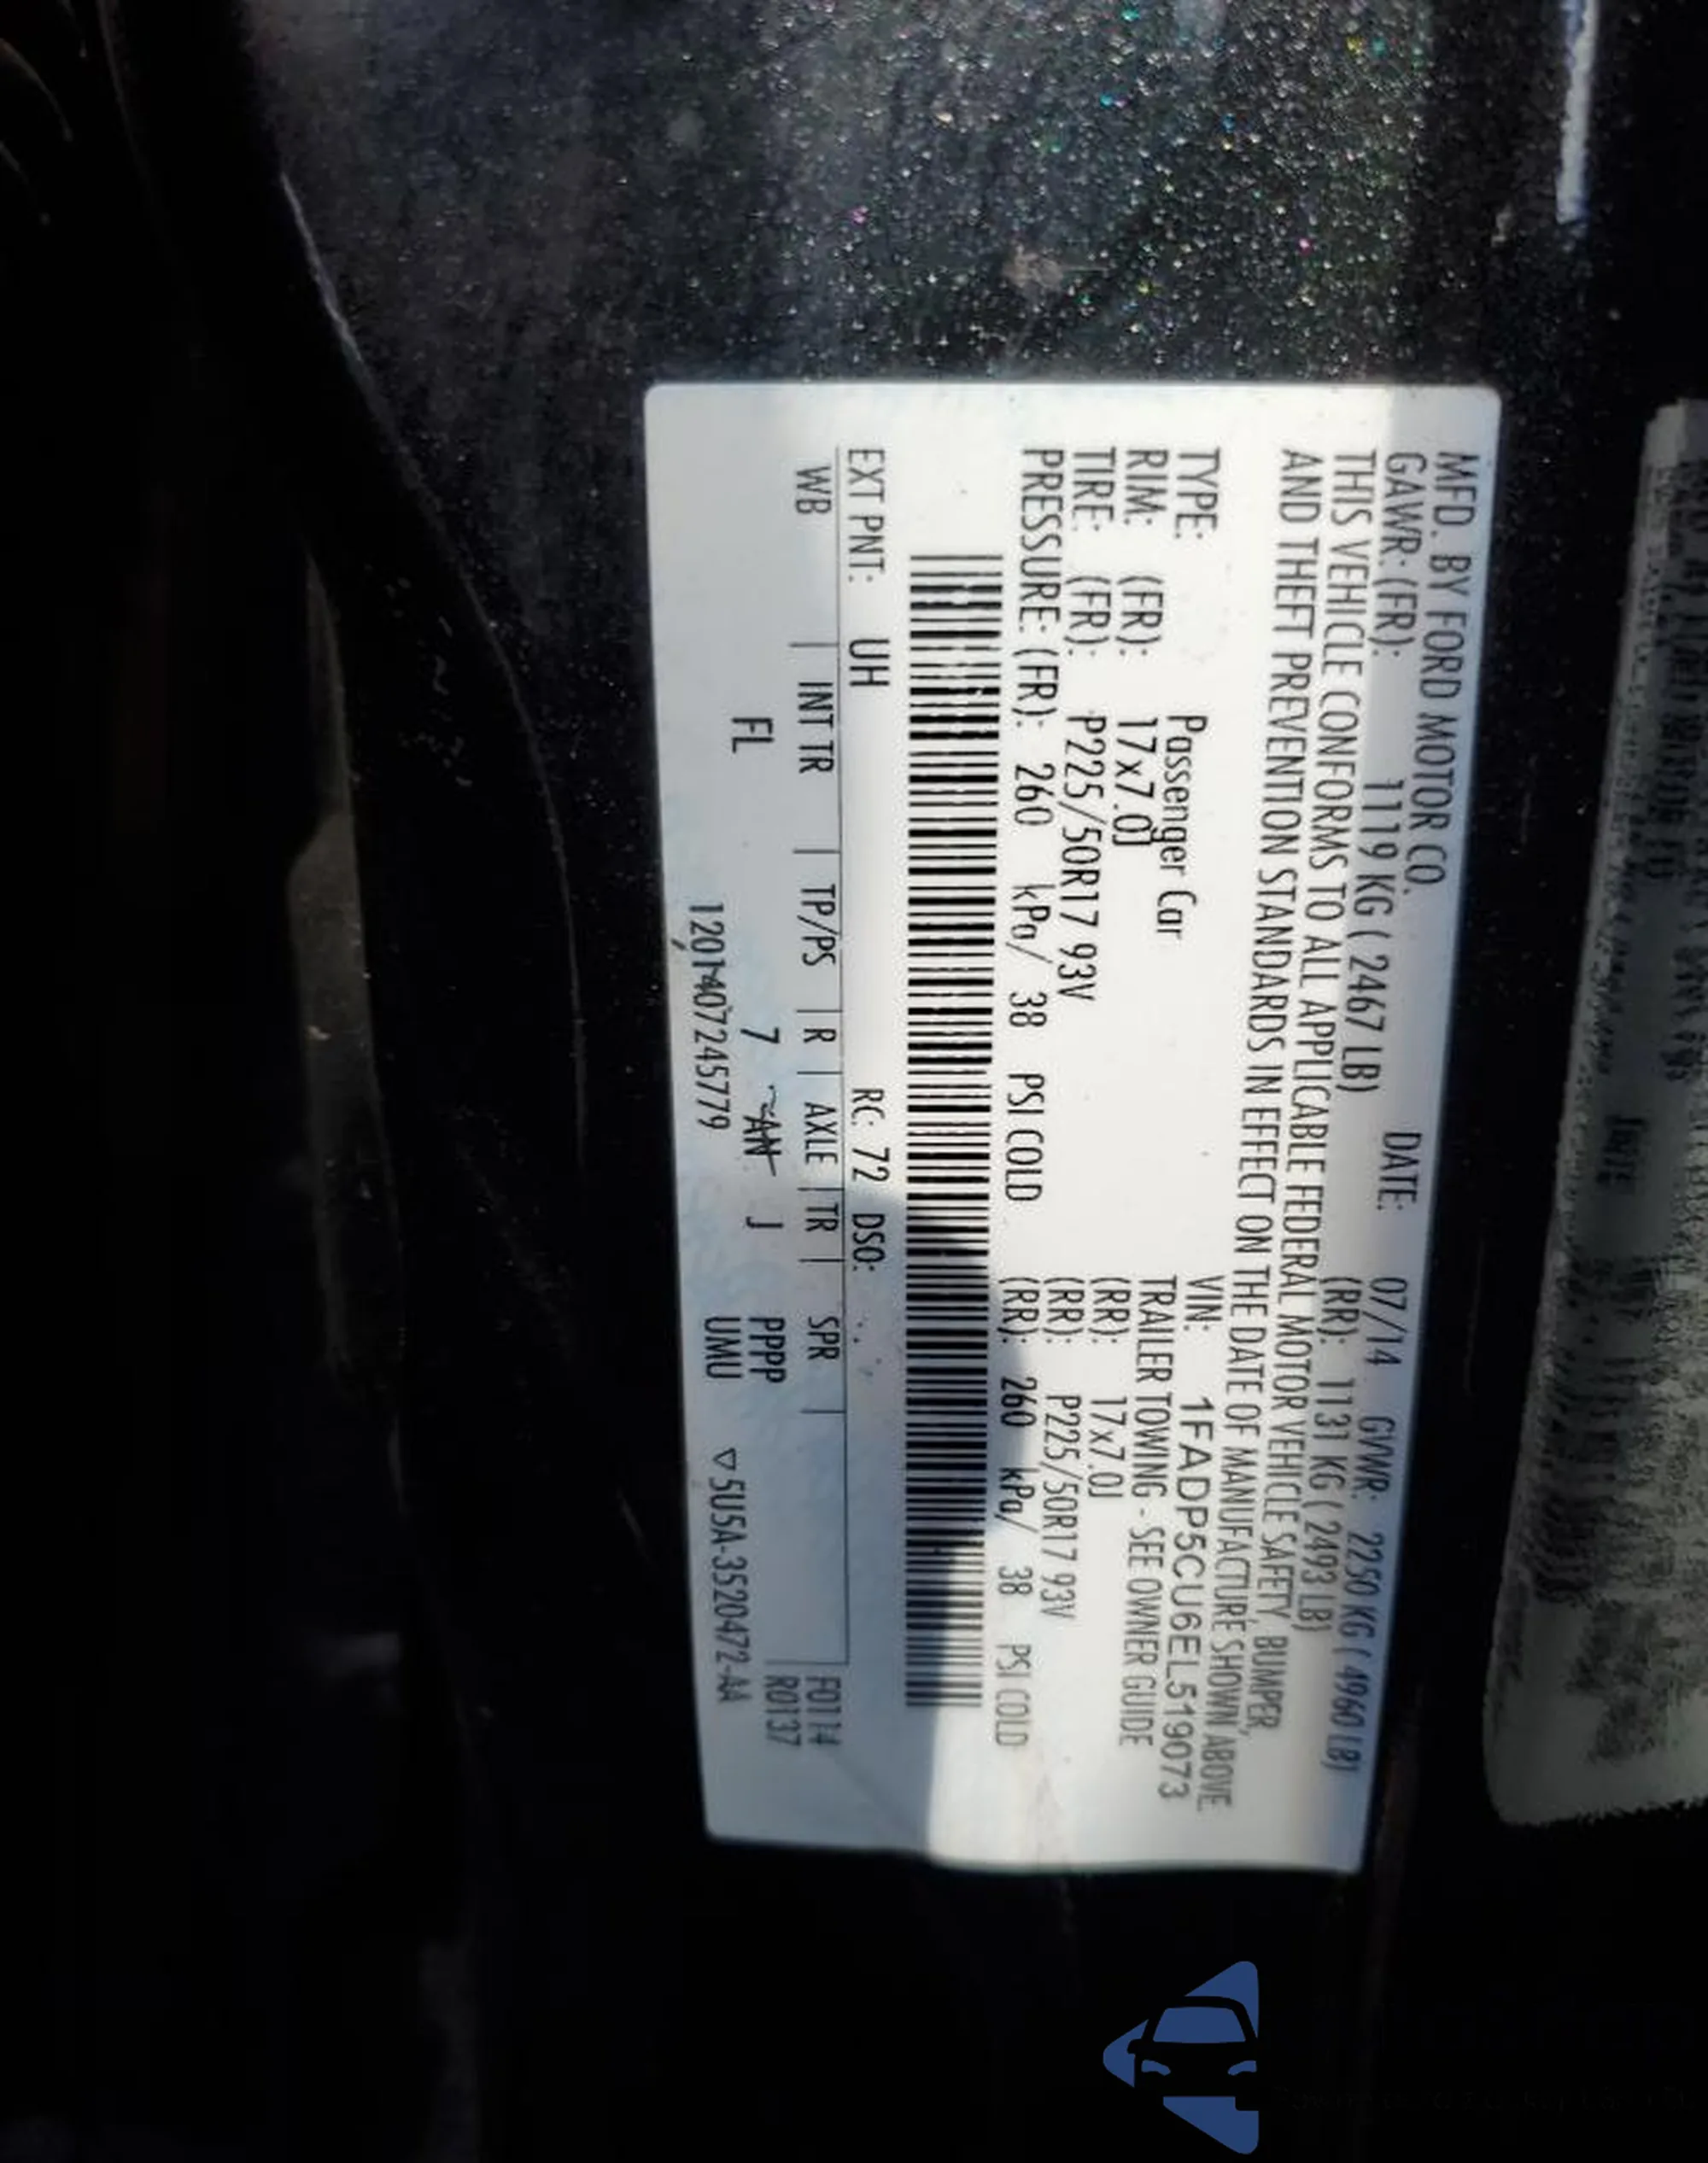 MFD. BY FORD MOTOR CO.
DATE: 07/14 GVWR: 2250 KG ( 4960 LB)
GAWR: (FR): 1119 KG ( 2467 LB) (RR): 1131 KG ( 2493 LB)
THIS VEHICLE CONFORMS TO ALL APPLICABLE FEDERAL MOTOR VEHICLE SAFETY, BUMPER,
AND THEFT PREVENTION STANDARDS IN EFFECT ON THE DATE OF MANUFACTURE SHOWN ABOVE.
VIN: 1FADP5CU6EL519073
TYPE: Passenger Car TRAILER TOWING - SEE OWNER GUIDE
RIM: (FR): 17x7.0J (RR): 17x7.0J
TIRE: (FR): P225/50R17 93V (RR): P225/50R17 93V
PRESSURE: (FR): 260 kPa/ 38 PSI COLD (RR): 260 kPa/ 38 PSI COLD
EXT PNT: UH RC: 72 DSO:
WB INT TR TP/PS R AXLE TR SPR F0114
R0137
FL 7 AN J PPPP
UMU
120140724577​9 ▽5U5A-3520472-AA